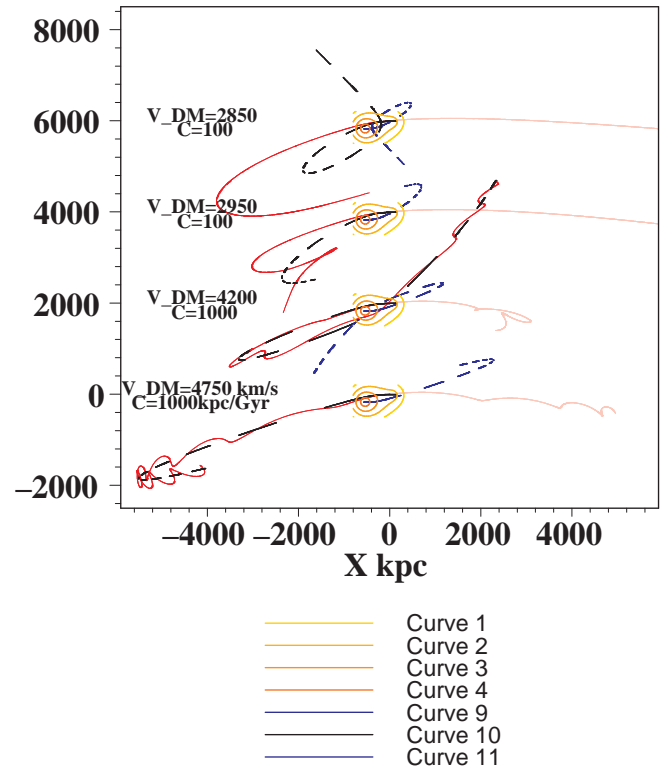 8000
6000
4000
2000
0
−2000
V_DM=2850
C=100
V_DM=2950
C=100
V_DM=4200
C=1000
V_DM=4750 km/s
C=1000kpc/Gyr
−4000 −2000 0 2000 4000
X kpc
Curve 1
Curve 2
Curve 3
Curve 4
Curve 9
Curve 10
Curve 11